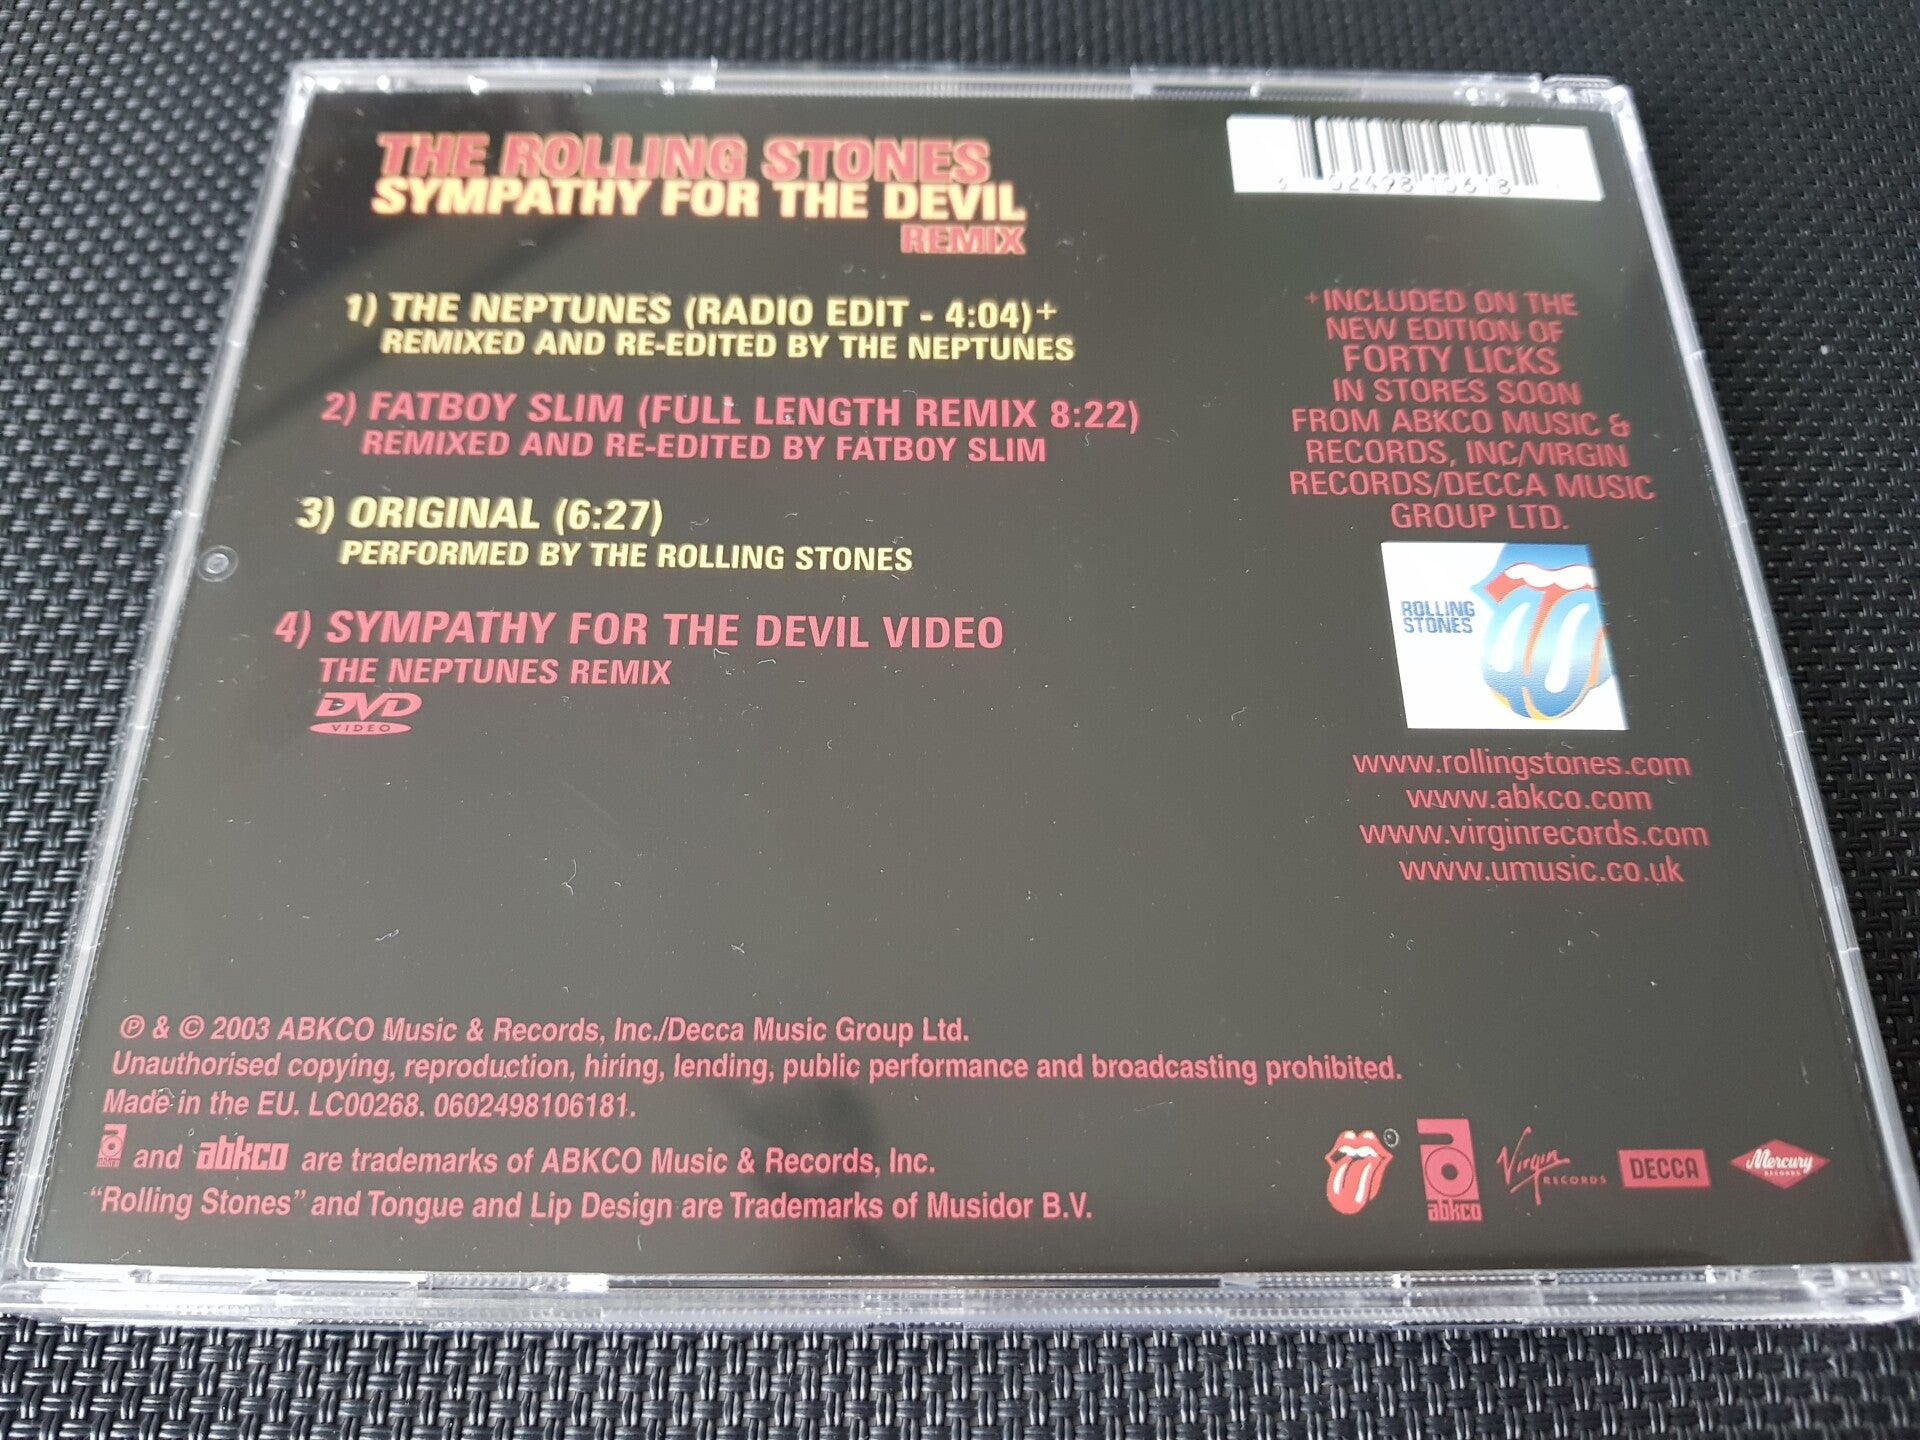 THE ROLLING STONES
SYMPATHY FOR THE DEVIL
REMIX
1) THE NEPTUNES (RADIO EDIT - 4:04)+
REMIXED AND RE-EDITED BY THE NEPTUNES
2) FATBOY SLIM (FULL LENGTH REMIX 8:22)
REMIXED AND RE-EDITED BY FATBOY SLIM
3) ORIGINAL (6:27)
PERFORMED BY THE ROLLING STONES
4) SYMPATHY FOR THE DEVIL VIDEO
THE NEPTUNES REMIX
DVD
VIDEO
02498 10618
+INCLUDED ON THE
NEW EDITION OF
FORTY LICKS
IN STORES SOON
FROM ABKCO MUSIC &
RECORDS, INC/VIRGIN
RECORDS/DECCA MUSIC
GROUP LTD.
ROLLING
STONES
www.rollingstones.com
www.abkco.com
www.virginrecords.com
www.umusic.co.uk
℗ & © 2003 ABKCO Music & Records, Inc./Decca Music Group Ltd.
Unauthorised copying, reproduction, hiring, lending, public performance and broadcasting prohibited.
Made in the EU. LC00268. 0602498106181.
a abkco and abkco are trademarks of ABKCO Music & Records, Inc.
"Rolling Stones" and Tongue and Lip Design are Trademarks of Musidor B.V.
abkco
Virgin
RECORDS
DECCA
Mercury
RECORDS